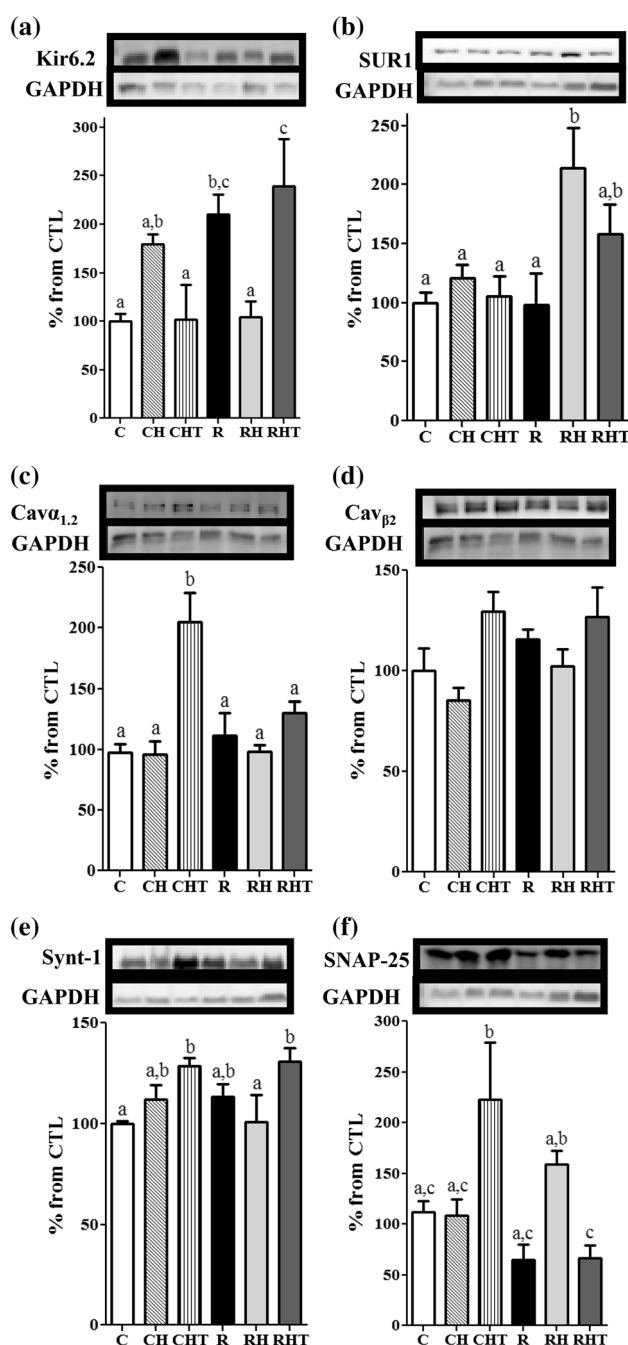 (a)
Kir6.2
GAPDH
% from CTL
300
250
200
150
100
50
0
a
a,b
a
b,c
a
c
C CH CHT R RH RHT
(b)
SUR1
GAPDH
% from CTL
250
200
150
100
50
0
a
a
a
a
b
a,b
C CH CHT R RH RHT
(c)
Cavα1.2
GAPDH
% from CTL
250
200
150
100
50
0
a
a
b
a
a
a
C CH CHT R RH RHT
(d)
Cavβ2
GAPDH
% from CTL
150
100
50
0
C CH CHT R RH RHT
(e)
Synt-1
GAPDH
% from CTL
150
100
50
0
a
a,b
b
a,b
a
b
C CH CHT R RH RHT
(f)
SNAP-25
GAPDH
% from CTL
300
250
200
150
100
50
0
a,c
a,c
b
a,c
a,b
c
C CH CHT R RH RHT